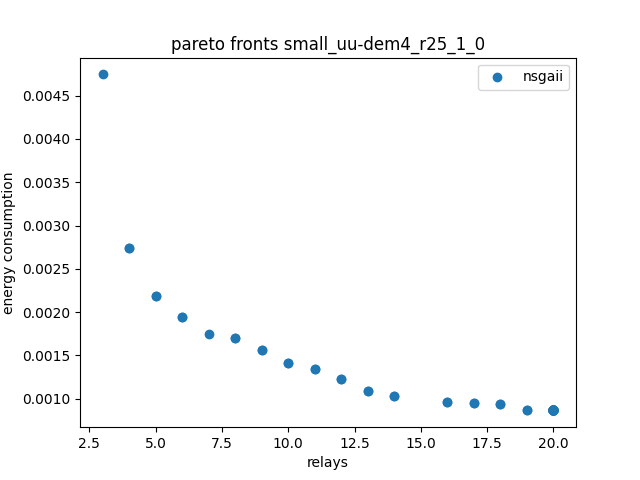 pareto fronts small_uu-dem4_r25_1_0
nsgaii
0.0045
0.0040
0.0035
0.0030
0.0025
0.0020
0.0015
0.0010
energy consumption
2.5 5.0 7.5 10.0 12.5 15.0 17.5 20.0
relays